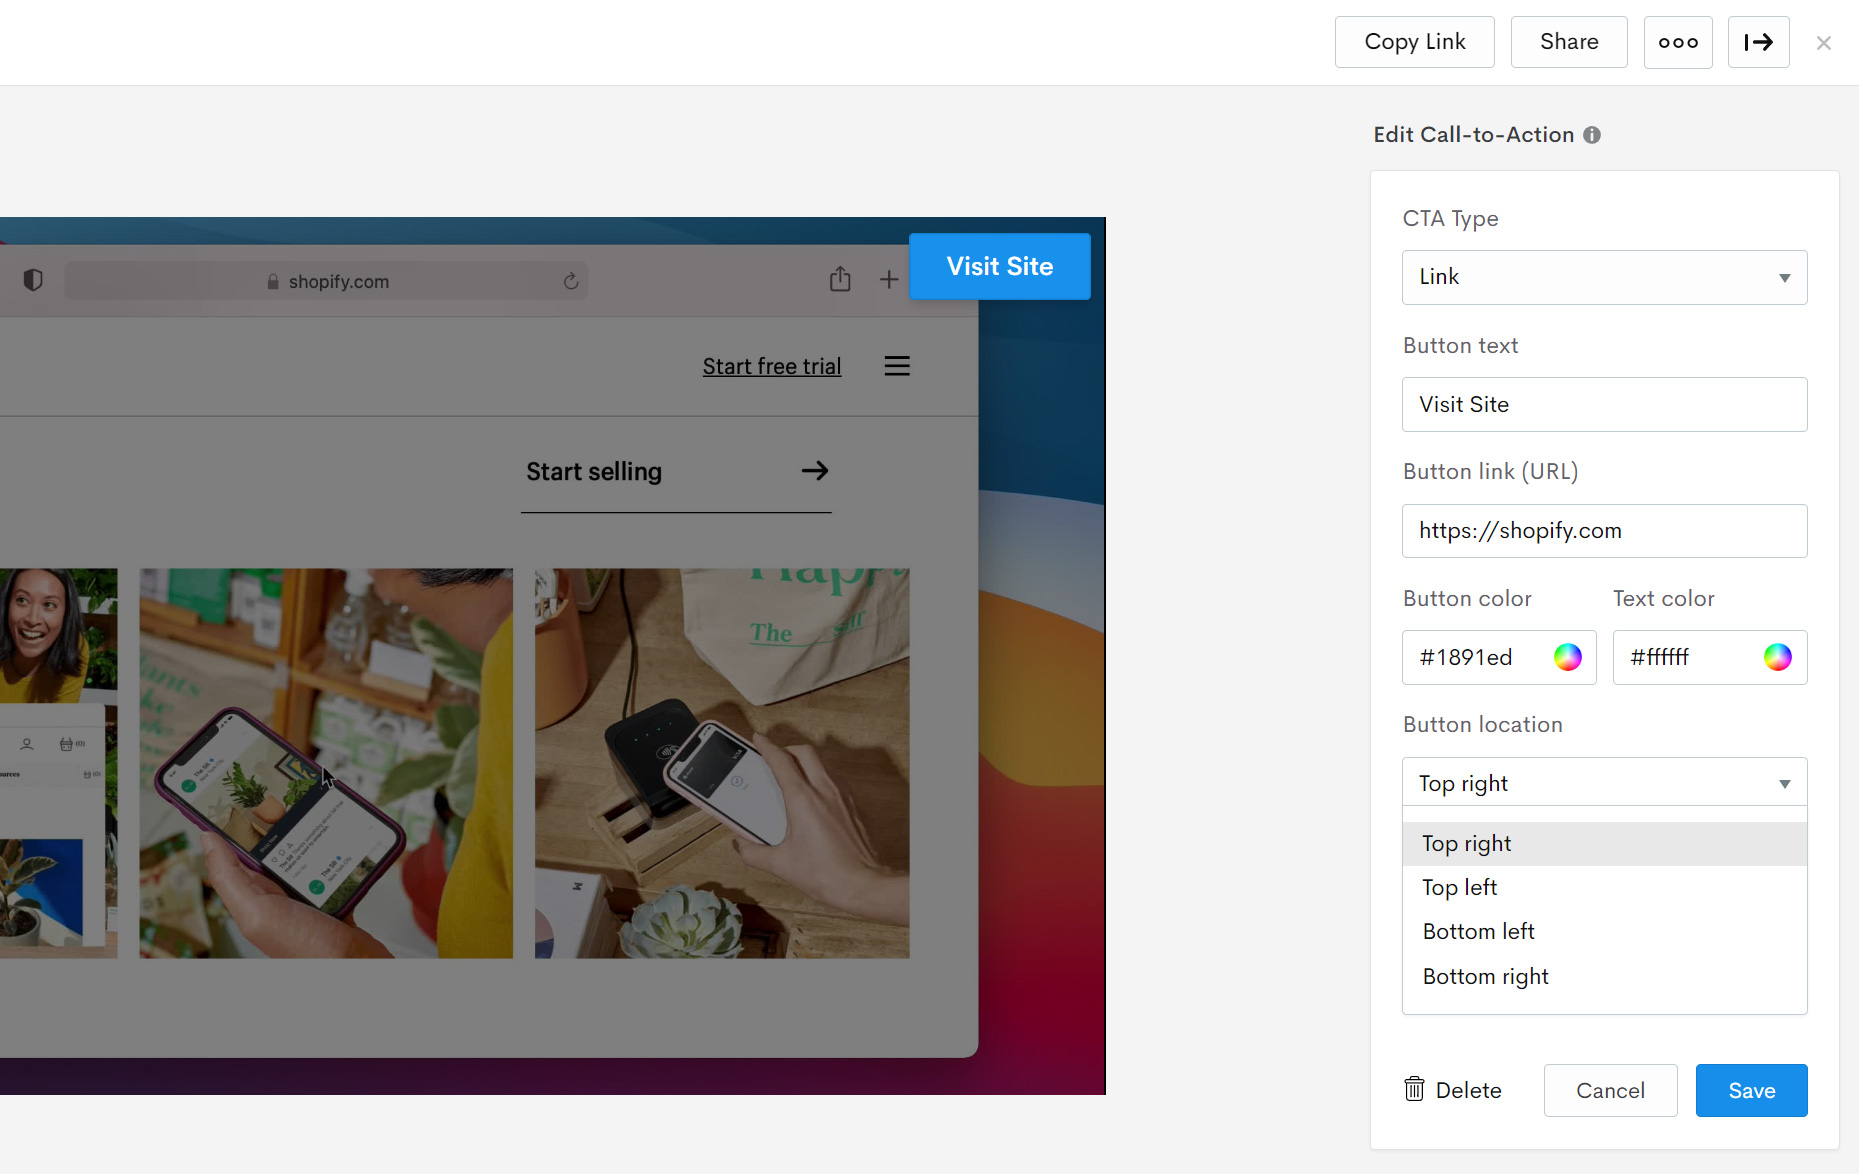 Copy Link
Share
Edit Call-to-Action
CTA Type
Link
Button text
Visit Site
Button link (URL)
https://shopify.com
Button color
Text color
#1891ed
#ffffff
Button location
Top right
Top right
Top left
Bottom left
Bottom right
Delete
Cancel
Save
shopify.com
Visit Site
Start free trial
Start selling
The